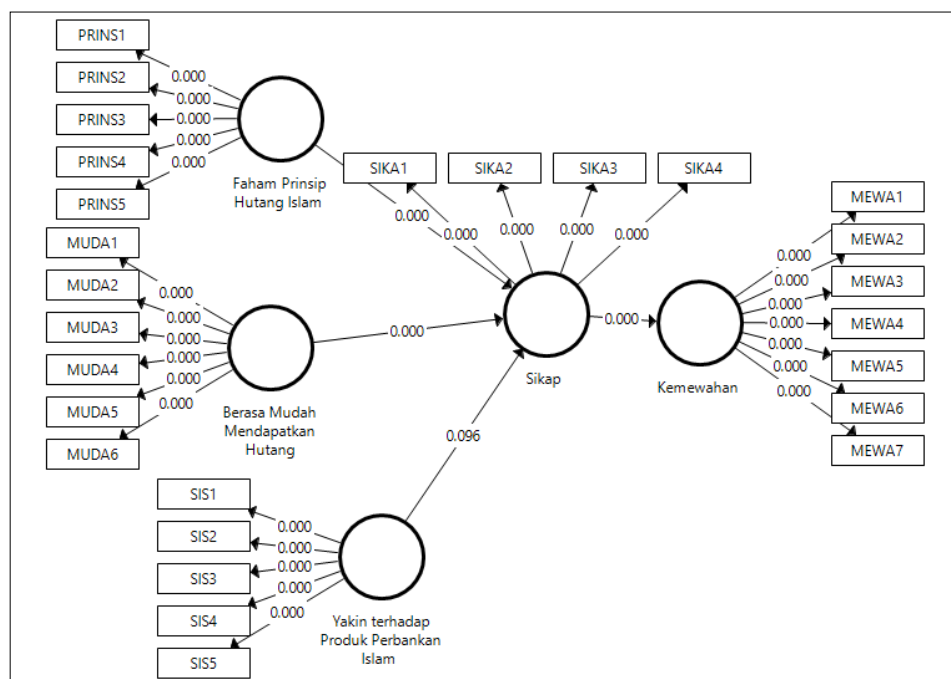 PRINS1
PRINS2
PRINS3
PRINS4
PRINS5
0.000
0.000
0.000
0.000
0.000
Faham Prinsip
Hutang Islam
MUDA1
MUDA2
MUDA3
MUDA4
MUDA5
MUDA6
0.000
0.000
0.000
0.000
0.000
0.000
Berasa Mudah
Mendapatkan
Hutang
SIS1
SIS2
SIS3
SIS4
SIS5
0.000
0.000
0.000
0.000
0.000
Yakin terhadap
Produk Perbankan
Islam
0.000
0.000
0.096
SIKA1
SIKA2
SIKA3
SIKA4
0.000
0.000
0.000
0.000
Sikap
0.000
Kemewahan
0.000
0.000
0.000
0.000
0.000
0.000
0.000
MEWA1
MEWA2
MEWA3
MEWA4
MEWA5
MEWA6
MEWA7